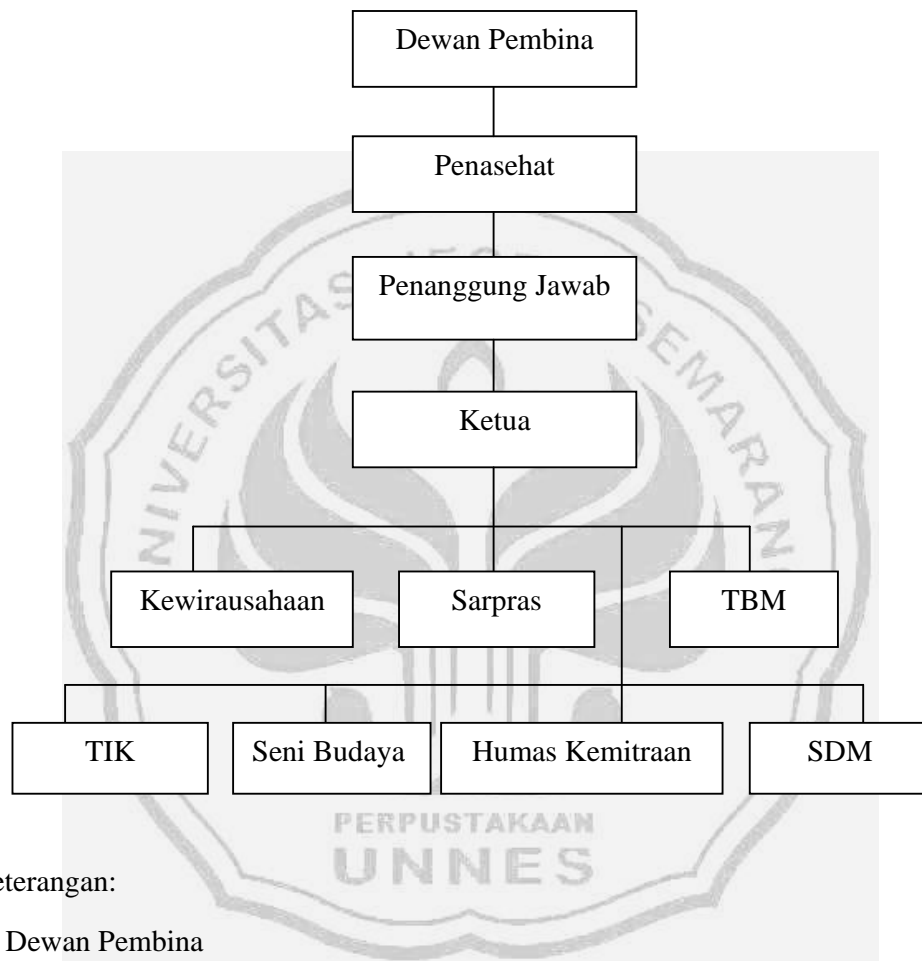 Dewan Pembina
Penasehat
Penanggung Jawab
Ketua
Kewirausahaan
Sarpras
TBM
TIK
Seni Budaya
Humas Kemitraan
SDM
PERPUSTAKAAN
UNNES
eterangan:
Dewan Pembina